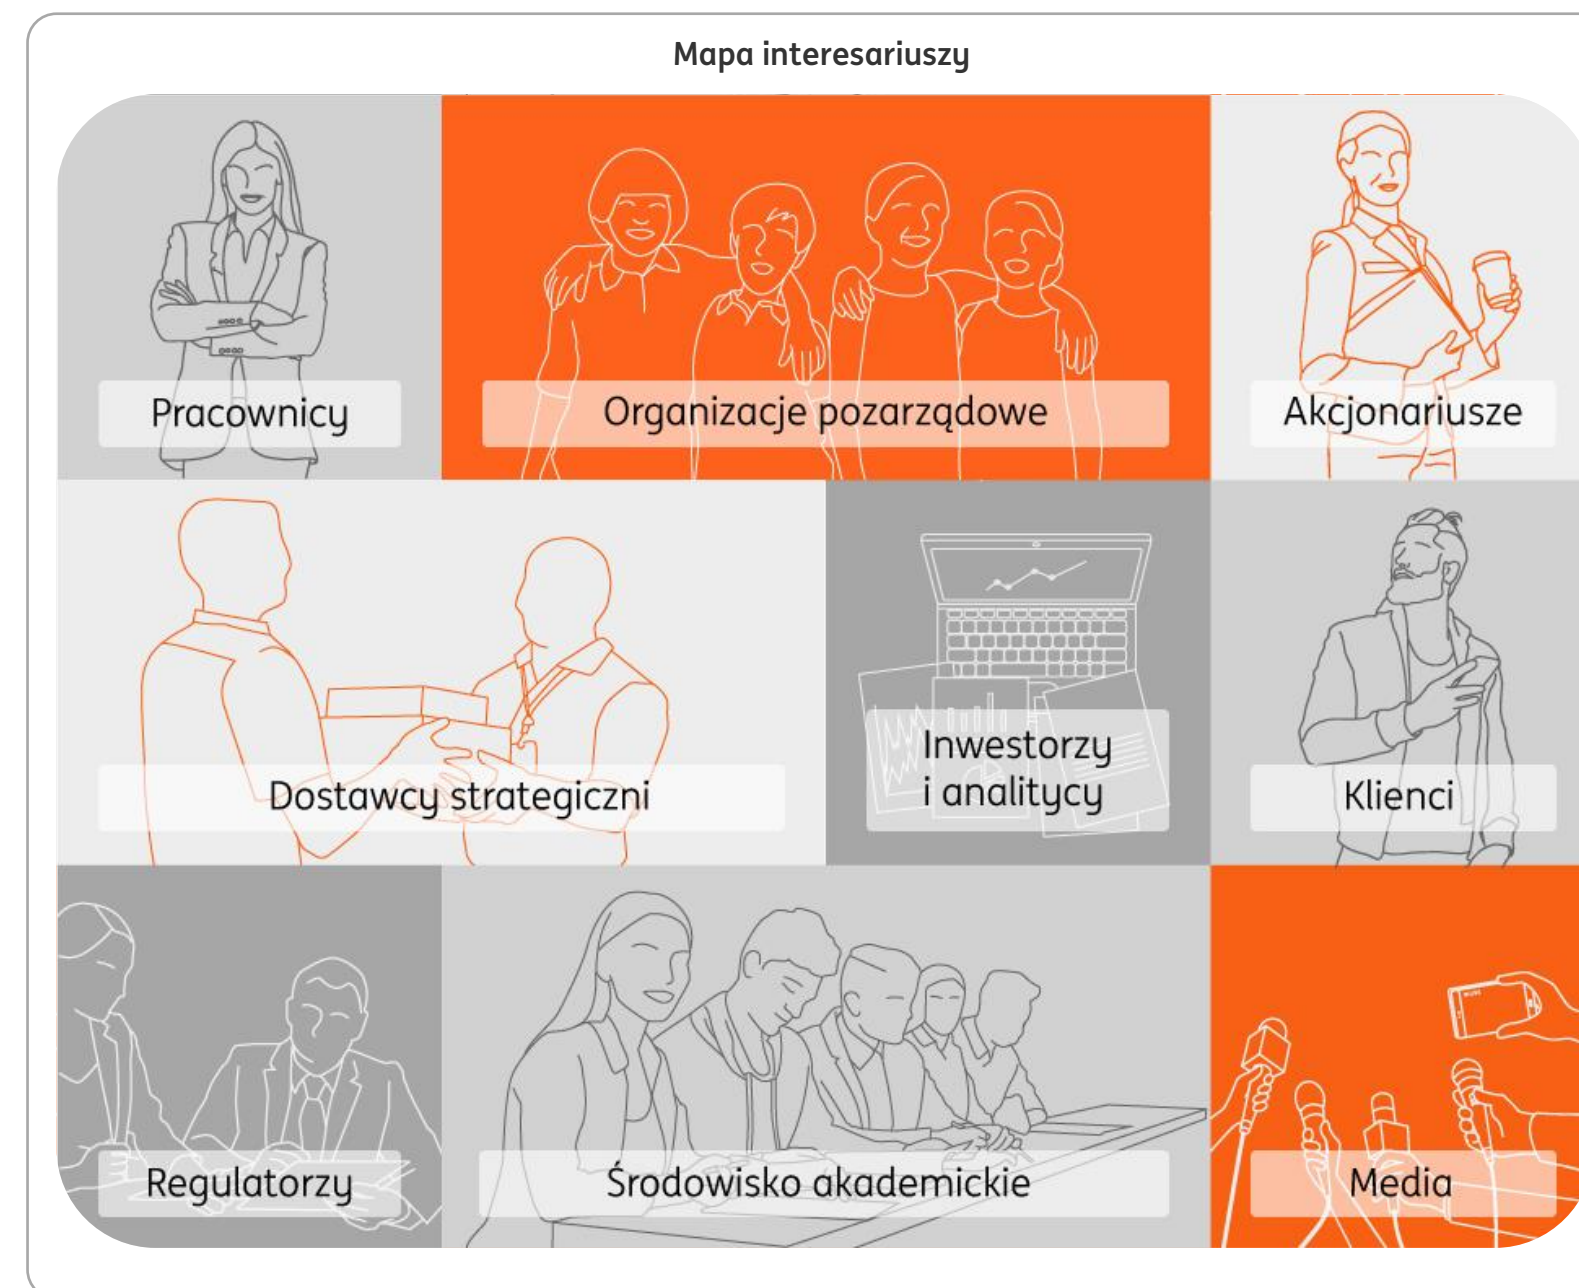 Mapa interesariuszy
Pracownicy
Organizacje pozarządowe
Akcjonariusze
Dostawcy strategiczni
Inwestorzy
i analitycy
Klienci
Regulatorzy
Środowisko akademickie
Media